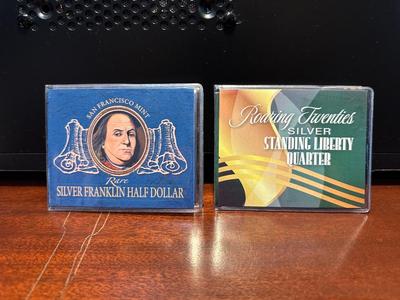 SAN FRANCISCO MINT
Rare
SILVER FRANKLIN HALF DOLLAR
Roaring Twenties
SILVER
STANDING LIBERTY
QUARTER